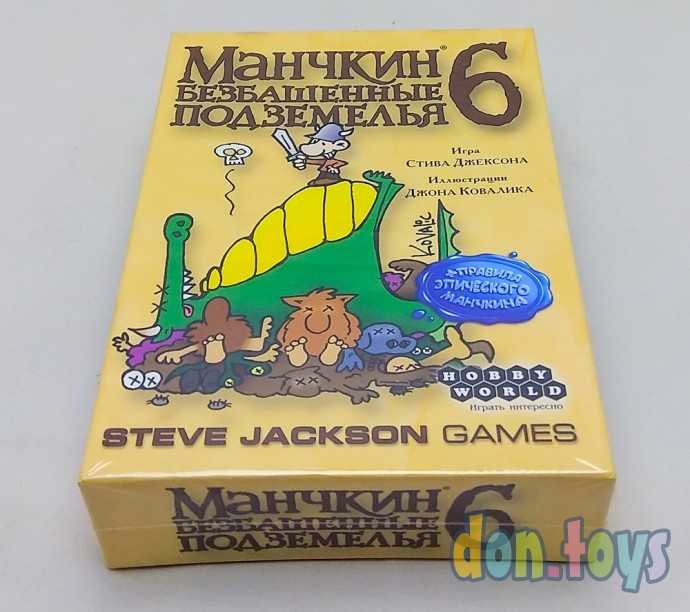 Манчкин®
безбашенные
подземелья
6
Игра
Стива Джексона
Иллюстрации
Джона Ковалика
Kovalic
+правила
эпического
манчкина
HOBBY
WORLD
Играть интересно
STEVE JACKSON GAMES
Манчкин®
безбашенные
подземелья
6
don.toys